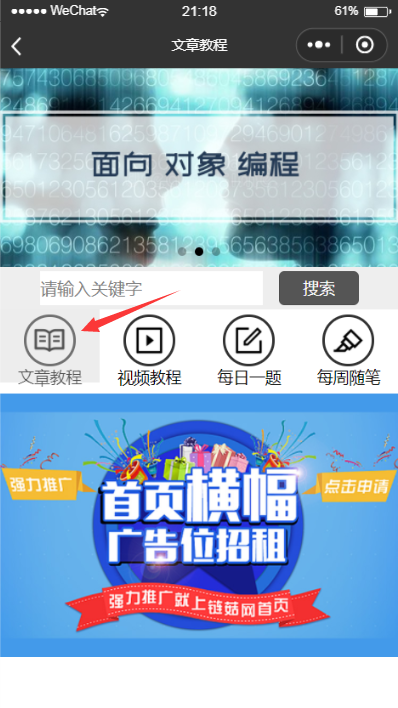 ●●●●● WeChat 21:18 61%
文章教程
面向 对象 编程
请输入关键字 搜索
文章教程 视频教程 每日一题 每周随笔
强力推广 点击申请
首页横幅
广告位招租
强力推广就上链菇网首页